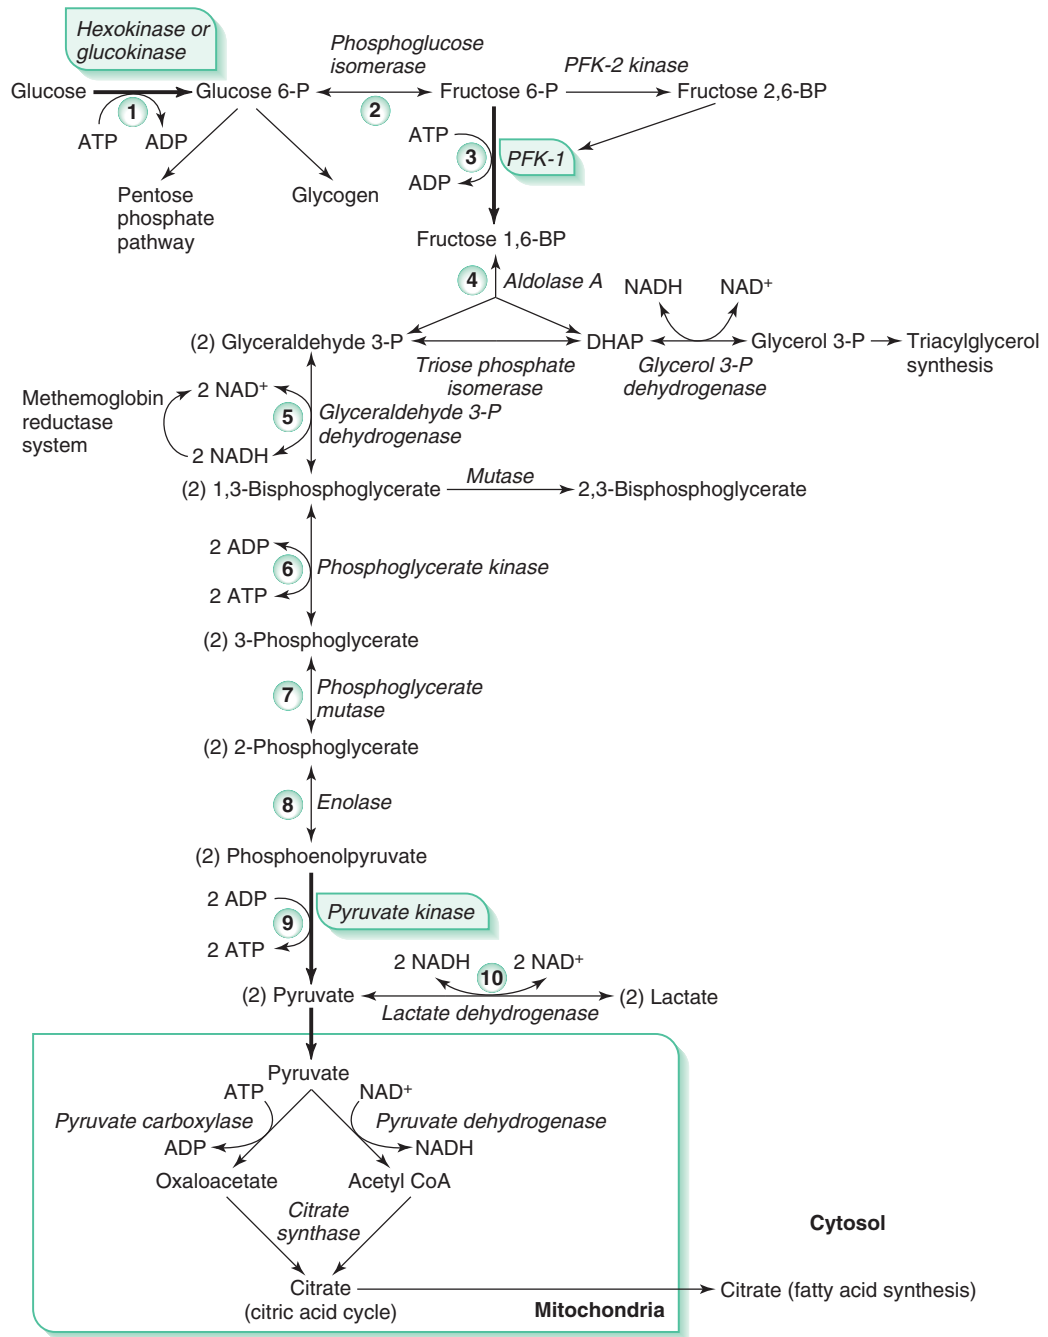 Hexokinase or
glucokinase
Phosphoglucose
isomerase
PFK-2 kinase
Glucose
Glucose 6-P
Fructose 6-P
Fructose 2,6-BP
1
2
ATP
ADP
ATP
3
PFK-1
ADP
Pentose
phosphate
pathway
Glycogen
Fructose 1,6-BP
4
Aldolase A
NADH
NAD+
(2) Glyceraldehyde 3-P
DHAP
Glycerol 3-P
Triacylglycerol
synthesis
Triose phosphate
isomerase
Glycerol 3-P
dehydrogenase
Methemoglobin
reductase
system
2 NAD+
5
Glyceraldehyde 3-P
dehydrogenase
2 NADH
(2) 1,3-Bisphosphoglycerate
Mutase
2,3-Bisphosphoglycerate
2 ADP
6
Phosphoglycerate kinase
2 ATP
(2) 3-Phosphoglycerate
7
Phosphoglycerate
mutase
(2) 2-Phosphoglycerate
8
Enolase
(2) Phosphoenolpyruvate
2 ADP
9
Pyruvate kinase
2 ATP
2 NADH
10
2 NAD+
(2) Pyruvate
(2) Lactate
Lactate dehydrogenase
Pyruvate
ATP
NAD+
Pyruvate carboxylase
Pyruvate dehydrogenase
ADP
NADH
Oxaloacetate
Acetyl CoA
Citrate
synthase
Cytosol
Citrate
(citric acid cycle)
Citrate (fatty acid synthesis)
Mitochondria